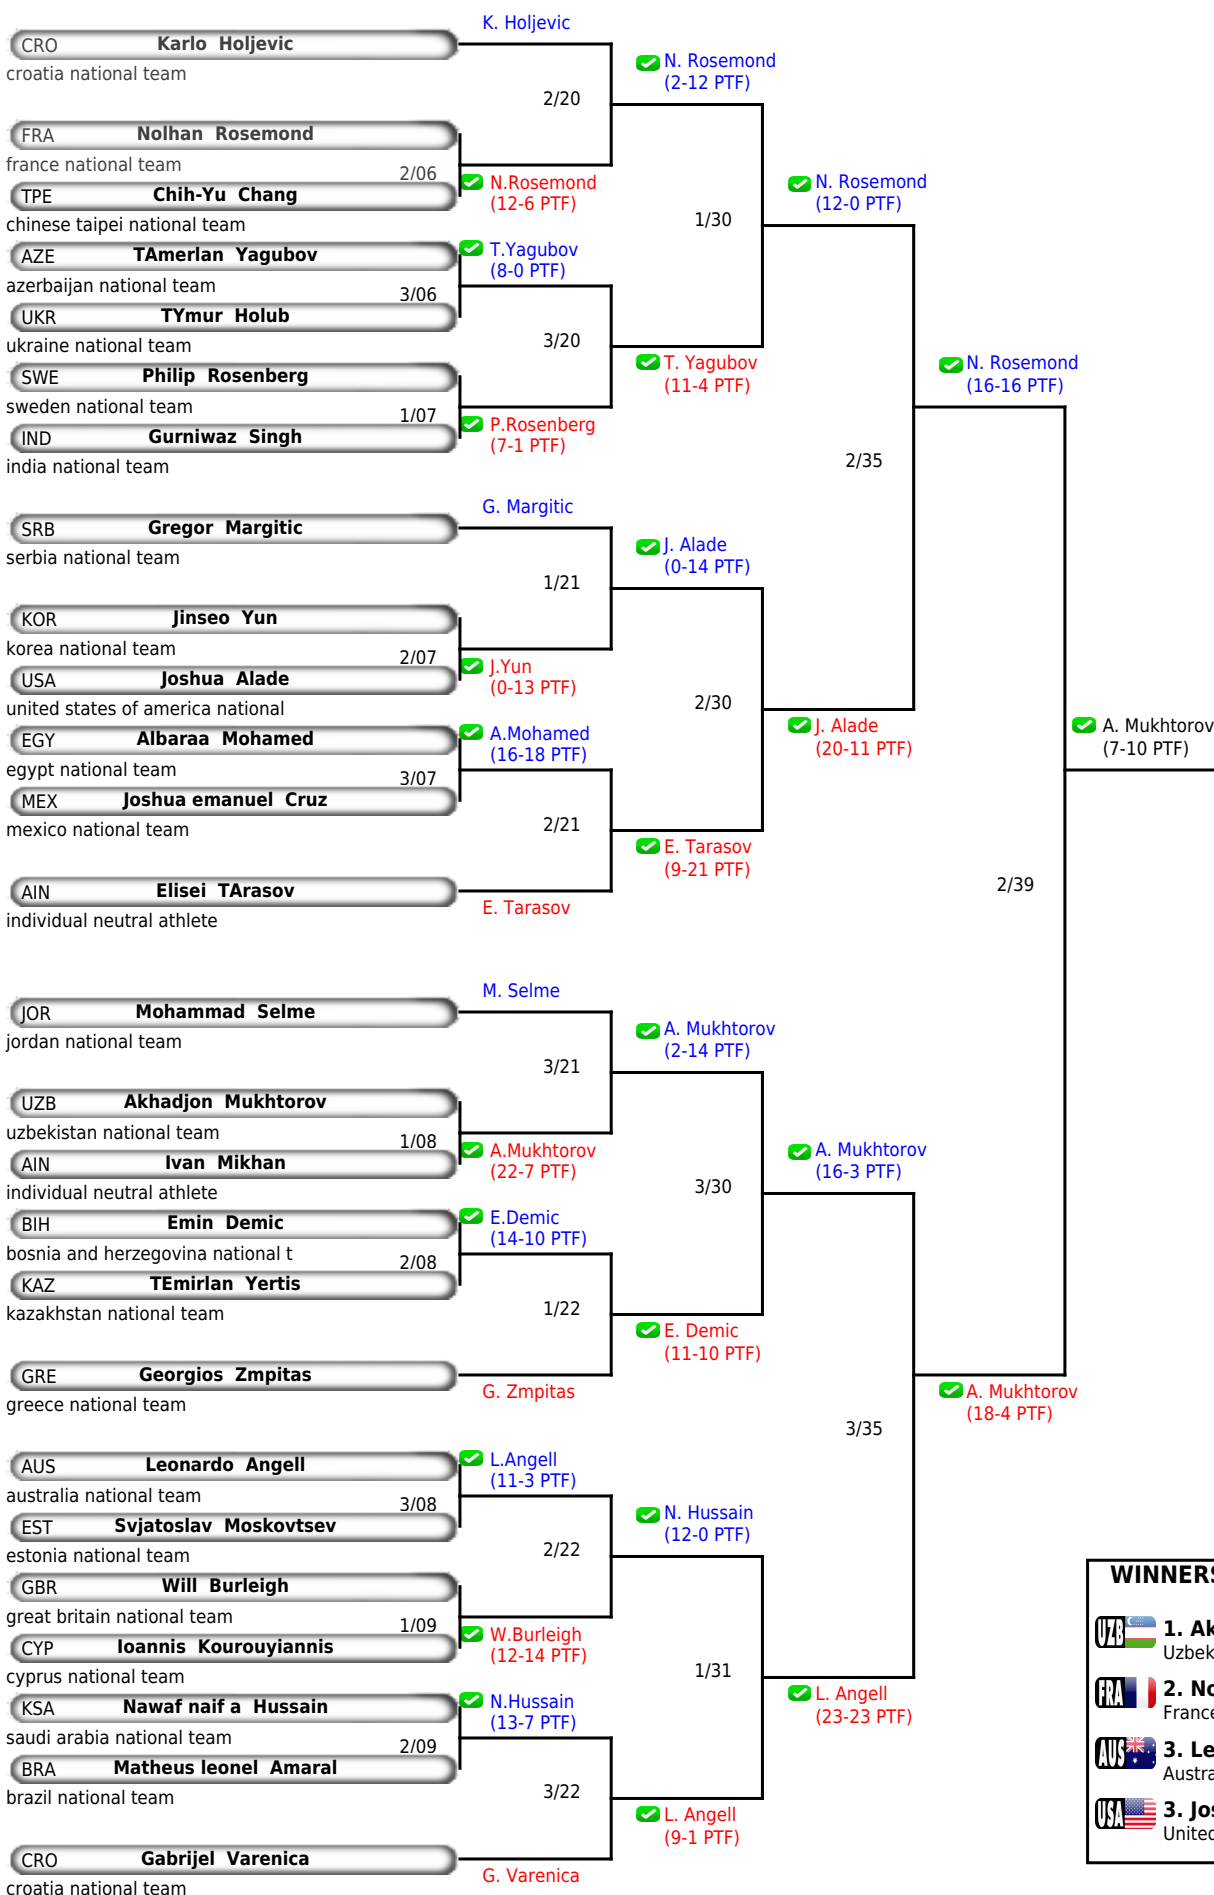 K. Holjevic
CRO Karlo Holjevic
croatia national team
N. Rosemond
(2-12 PTF)
2/20
FRA Nolhan Rosemond
france national team
2/06
TPE Chih-Yu Chang
chinese taipei national team
N.Rosemond
(12-6 PTF)
N. Rosemond
(12-0 PTF)
1/30
AZE TAmerlan Yagubov
azerbaijan national team
T.Yagubov
(8-0 PTF)
3/06
UKR TYmur Holub
ukraine national team
3/20
T. Yagubov
(11-4 PTF)
N. Rosemond
(16-16 PTF)
SWE Philip Rosenberg
sweden national team
1/07
IND Gurniwaz Singh
india national team
P.Rosenberg
(7-1 PTF)
2/35
G. Margitic
SRB Gregor Margitic
serbia national team
J. Alade
(0-14 PTF)
1/21
KOR Jinseo Yun
korea national team
2/07
USA Joshua Alade
united states of america national
J.Yun
(0-13 PTF)
2/30
J. Alade
(20-11 PTF)
A. Mukhtorov
(7-10 PTF)
EGY Albaraa Mohamed
egypt national team
A.Mohamed
(16-18 PTF)
3/07
MEX Joshua emanuel Cruz
mexico national team
2/21
E. Tarasov
(9-21 PTF)
AIN Elisei TArasov
individual neutral athlete
E. Tarasov
2/39
M. Selme
JOR Mohammad Selme
jordan national team
A. Mukhtorov
(2-14 PTF)
3/21
UZB Akhadjon Mukhtorov
uzbekistan national team
1/08
AIN Ivan Mikhan
individual neutral athlete
A.Mukhtorov
(22-7 PTF)
A. Mukhtorov
(16-3 PTF)
3/30
BIH Emin Demic
bosnia and herzegovina national t
E.Demic
(14-10 PTF)
2/08
KAZ TEmirlan Yertis
kazakhstan national team
1/22
E. Demic
(11-10 PTF)
GRE Georgios Zmpitas
greece national team
G. Zmpitas
A. Mukhtorov
(18-4 PTF)
3/35
AUS Leonardo Angell
australia national team
L.Angell
(11-3 PTF)
3/08
EST Svjatoslav Moskovtsev
estonia national team
N. Hussain
(12-0 PTF)
2/22
GBR Will Burleigh
great britain national team
1/09
CYP Ioannis Kourouyiannis
cyprus national team
W.Burleigh
(12-14 PTF)
1/31
KSA Nawaf naif a Hussain
saudi arabia national team
N.Hussain
(13-7 PTF)
2/09
BRA Matheus leonel Amaral
brazil national team
L. Angell
(23-23 PTF)
3/22
L. Angell
(9-1 PTF)
CRO Gabrijel Varenica
croatia national team
G. Varenica
WINNERS
UZB 1. Ak
Uzbek
FRA 2. No
France
AUS 3. Le
Austra
USA 3. Jos
United